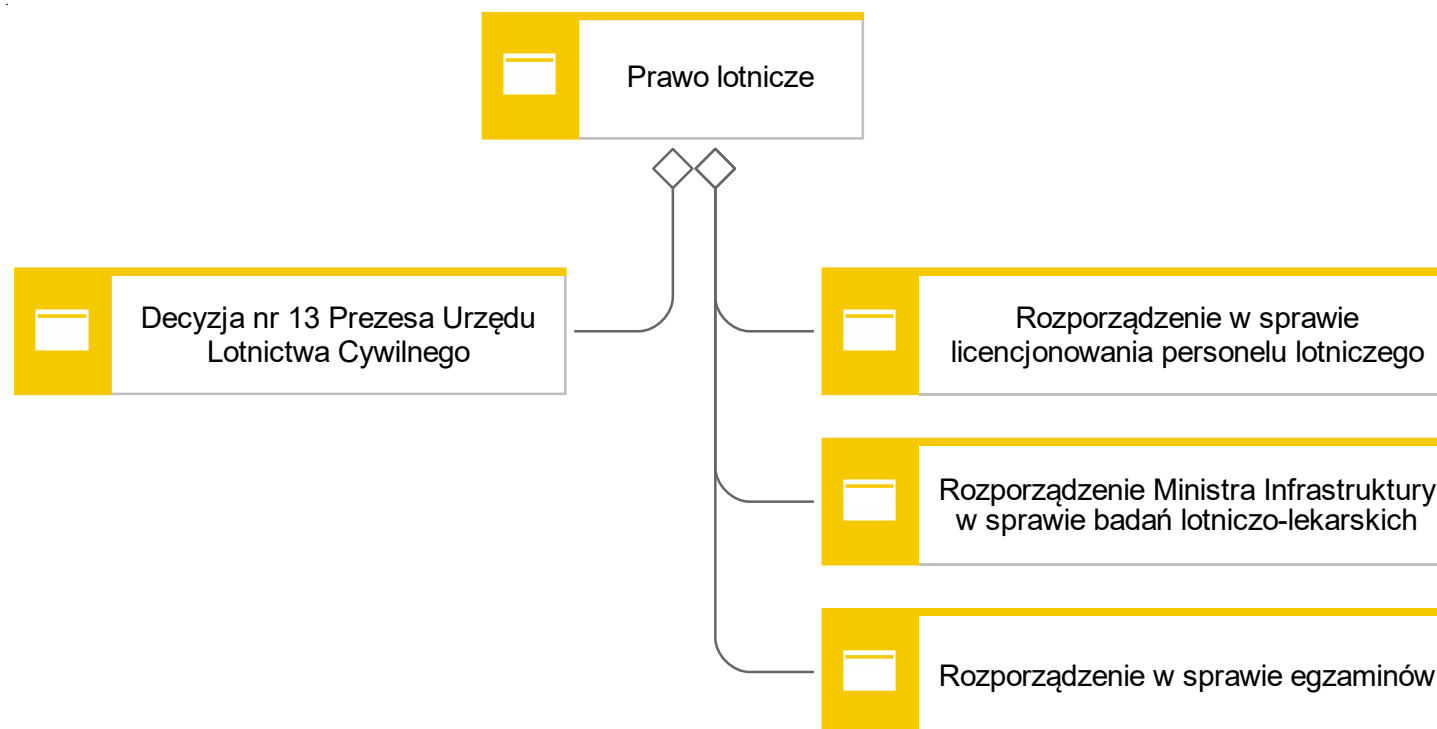 Prawo lotnicze
Decyzja nr 13 Prezesa Urzędu
Lotnictwa Cywilnego
Rozporządzenie w sprawie
licencjonowania personelu lotniczego
Rozporządzenie Ministra Infrastruktury
w sprawie badań lotniczo-lekarskich
Rozporządzenie w sprawie egzaminów